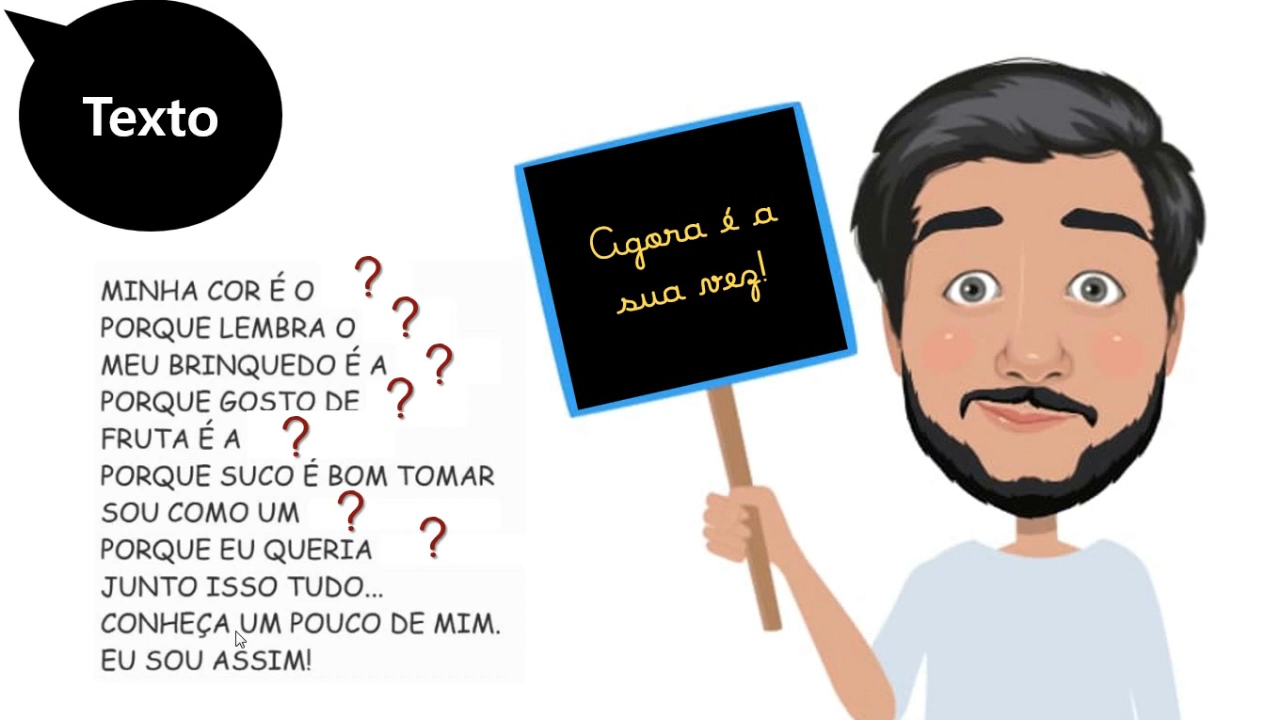 Texto
Agora é a
sua vez!
MINHA COR É O ?
PORQUE LEMBRA O ?
MEU BRINQUEDO É A ?
PORQUE GOSTO DE ?
FRUTA É A ?
PORQUE SUCO É BOM TOMAR
SOU COMO UM ?
PORQUE EU QUERIA ?
JUNTO ISSO TUDO...
CONHEÇA UM POUCO DE MIM.
EU SOU ASSIM!